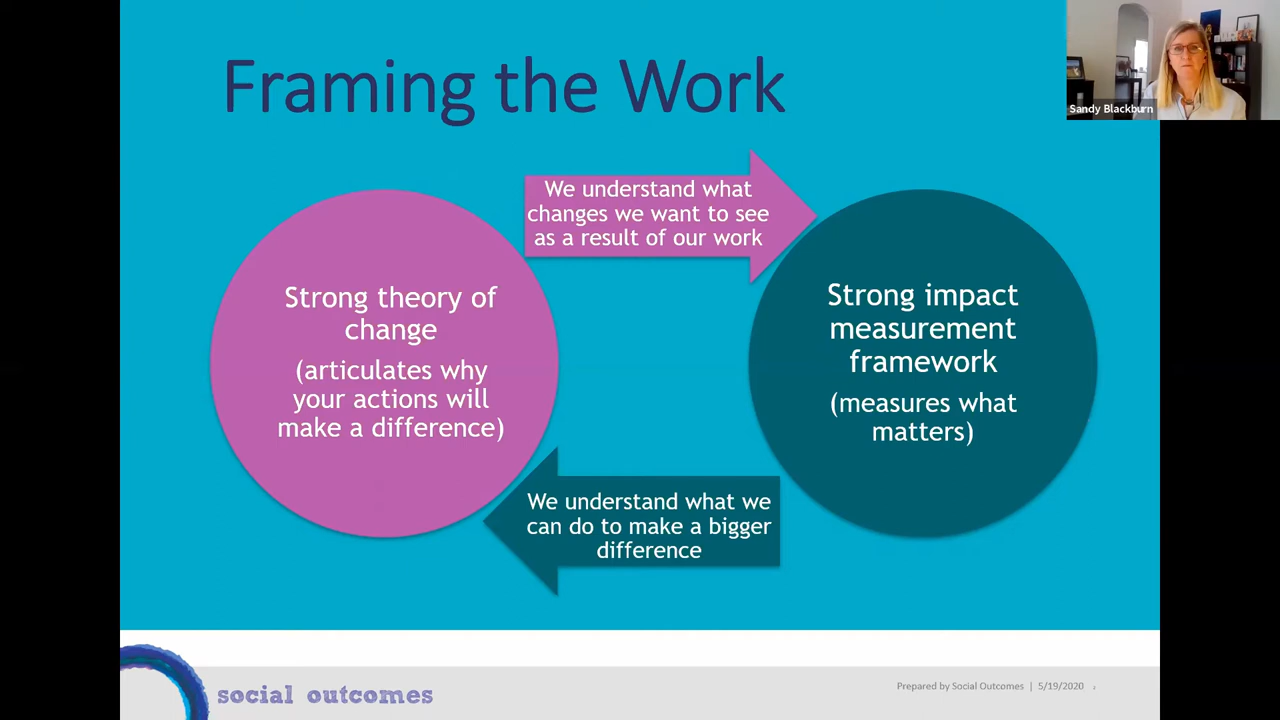 Framing the Work
Sandy Blackburn
We understand what
changes we want to see
as a result of our work
Strong theory of
change
(articulates why
your actions will
make a difference)
Strong impact
measurement
framework
(measures what
matters)
We understand what we
can do to make a bigger
difference
social outcomes
Prepared by Social Outcomes | 5/19/2020